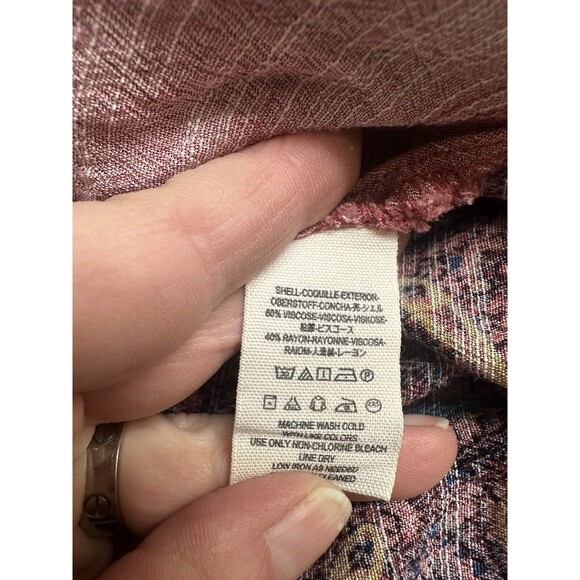 SHELL-COQUILLE-EXTERIOR-
OBERSTOFF-CONCHA-売-シェル
60% VISCOSE-VISCOSA-VISKOSE-
粘膠-ビスコース
40% RAYON-RAYONNE-VISCOSA-
RAIOM-人造絲-レーヨン
MACHINE WASH COLD
WITH LIKE COLORS
USE ONLY NON-CHLORINE BLEACH
LINE DRY
LOW IRON AS NEEDED
CLEANED